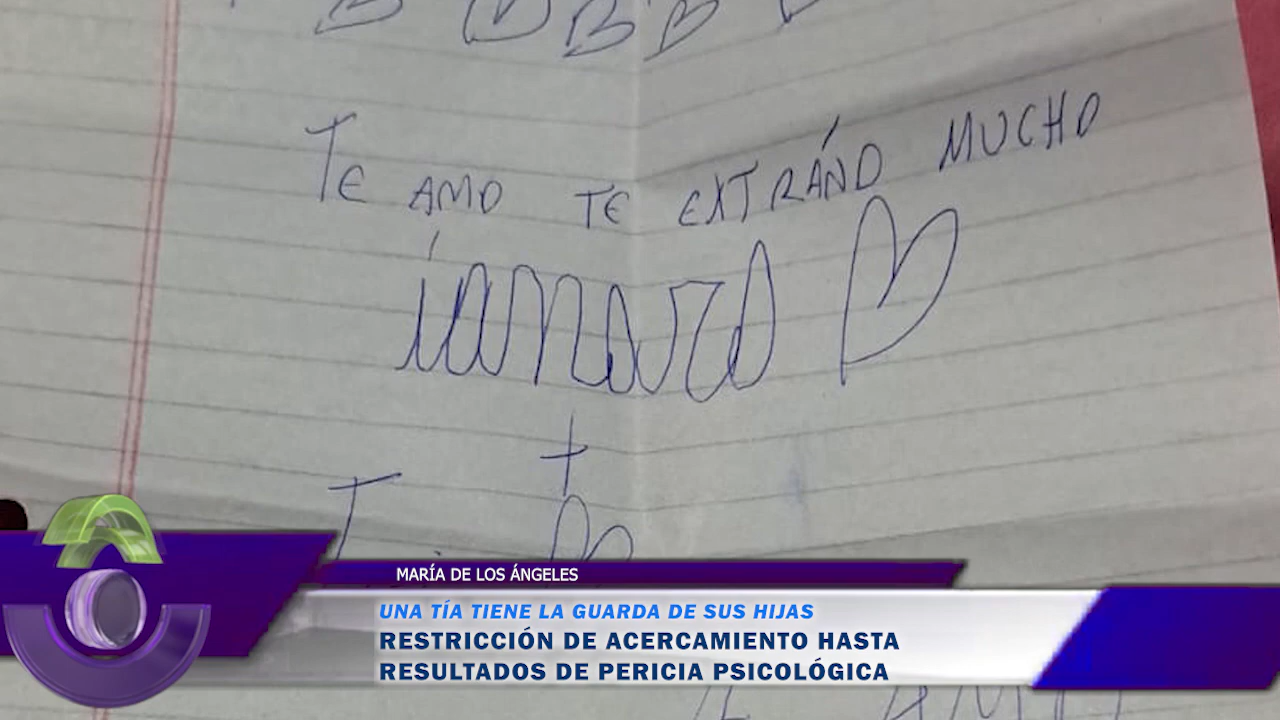 TE AMO TE EXTRÁÑO MUCHO
MARÍA DE LOS ÁNGELES
UNA TÍA TIENE LA GUARDA DE SUS HIJAS
RESTRICCIÓN DE ACERCAMIENTO HASTA
RESULTADOS DE PERICIA PSICOLÓGICA